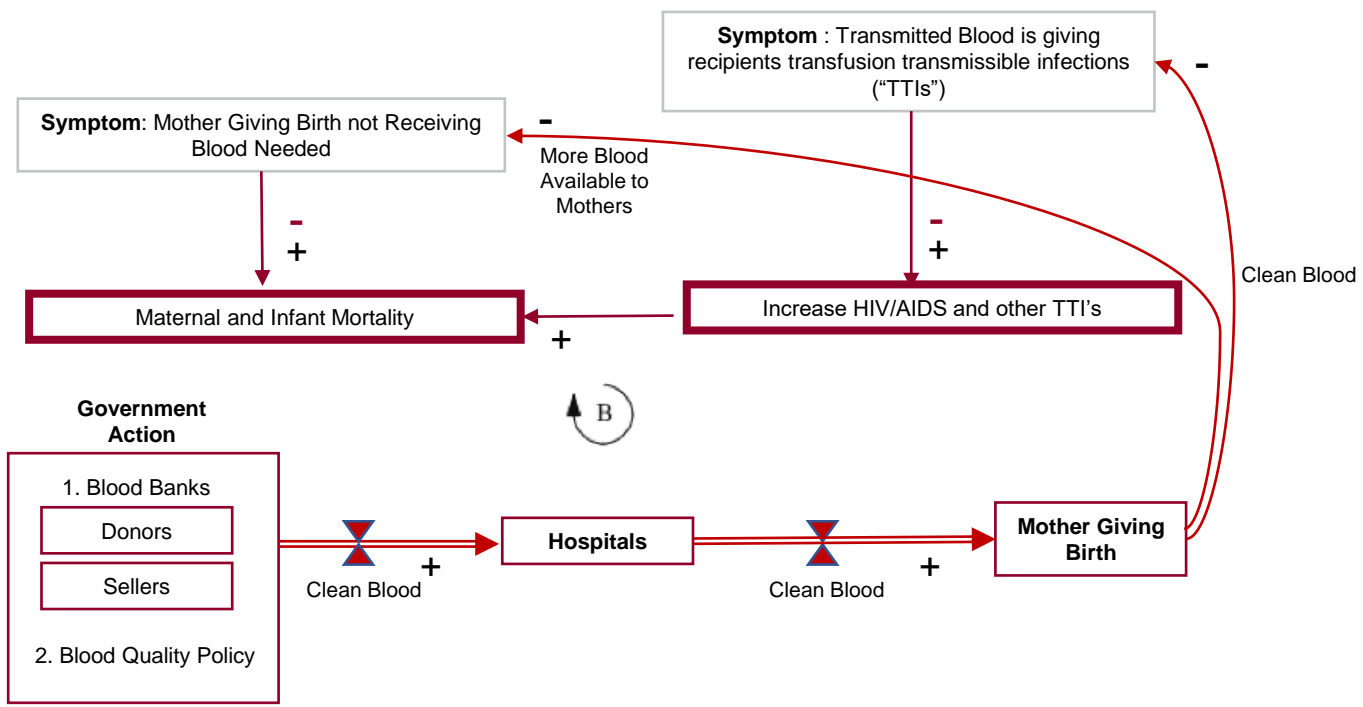 Symptom : Transmitted Blood is giving
recipients transfusion transmissible infections
(“TTIs”)
-
Symptom: Mother Giving Birth not Receiving
Blood Needed
-
More Blood
Available to
Mothers
-
+
-
+
Clean Blood
Maternal and Infant Mortality
+
Increase HIV/AIDS and other TTI’s
B
Government
Action
1. Blood Banks
Donors
Sellers
2. Blood Quality Policy
Clean Blood
+
Hospitals
Clean Blood
+
Mother Giving
Birth